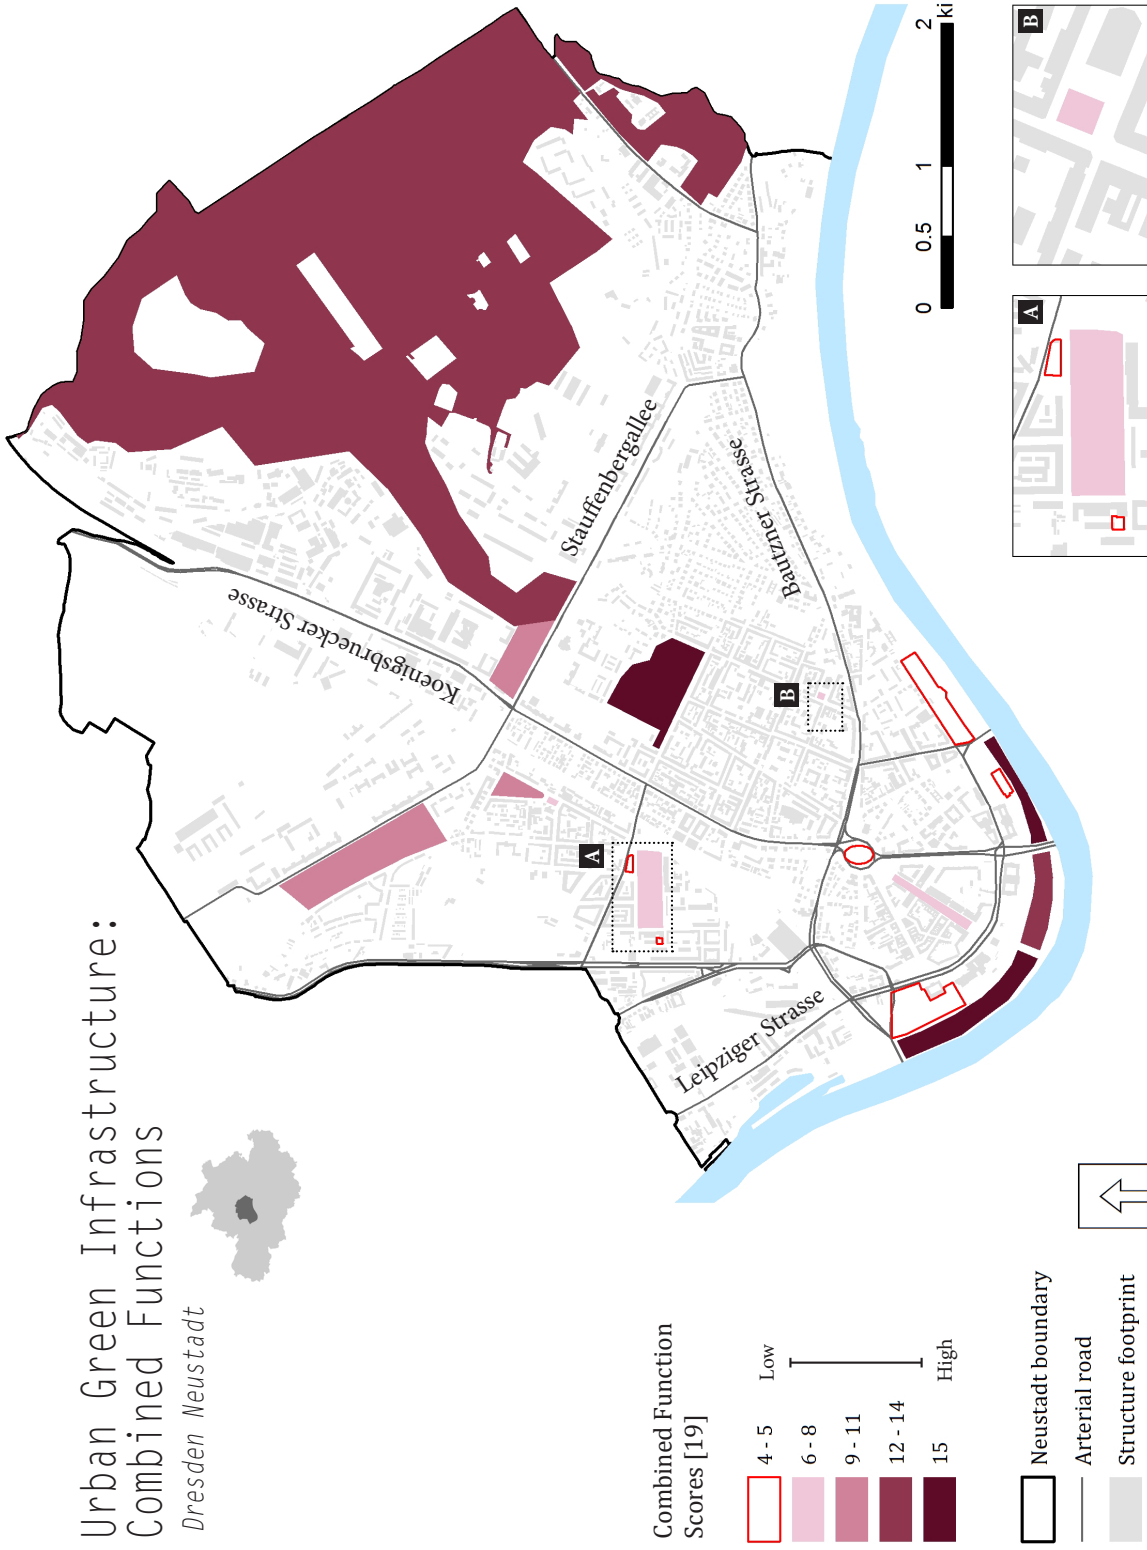 Urban Green Infrastructure:
Combined Functions
Dresden Neustadt
Koenigsbruecker Strasse
Stauffenbergallee
Bautzner Strasse
Leipziger Strasse
A
B
Combined Function
Scores [19]
4 - 5
6 - 8
9 - 11
12 - 14
15
Low
High
Neustadt boundary
Arterial road
Structure footprint
0 0.5 1 2
ki
A
B